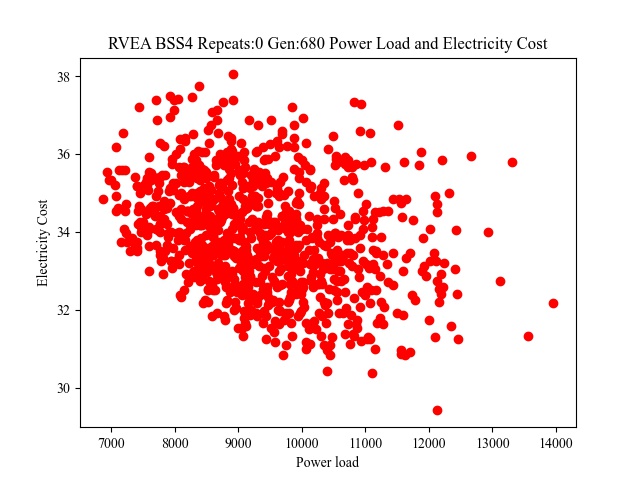 RVEA BSS4 Repeats:0 Gen:680 Power Load and Electricity Cost
38
36
34
32
30
Electricity Cost
7000 8000 9000 10000 11000 12000 13000 14000
Power load